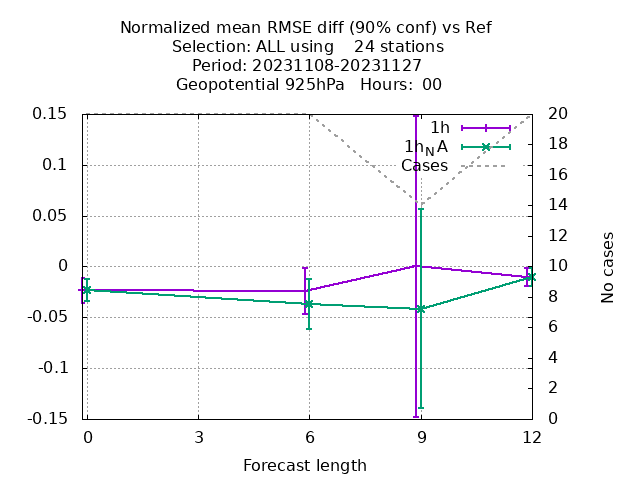 Normalized mean RMSE diff (90% conf) vs Ref
Selection: ALL using    24 stations
Period: 20231108-20231127
Geopotential 925hPa   Hours:  00
0.15
0.1
0.05
0
-0.05
-0.1
-0.15
1h
1h_NA
Cases
20
18
16
14
12
10
8
6
4
2
0
No cases
0 3 6 9 12
Forecast length